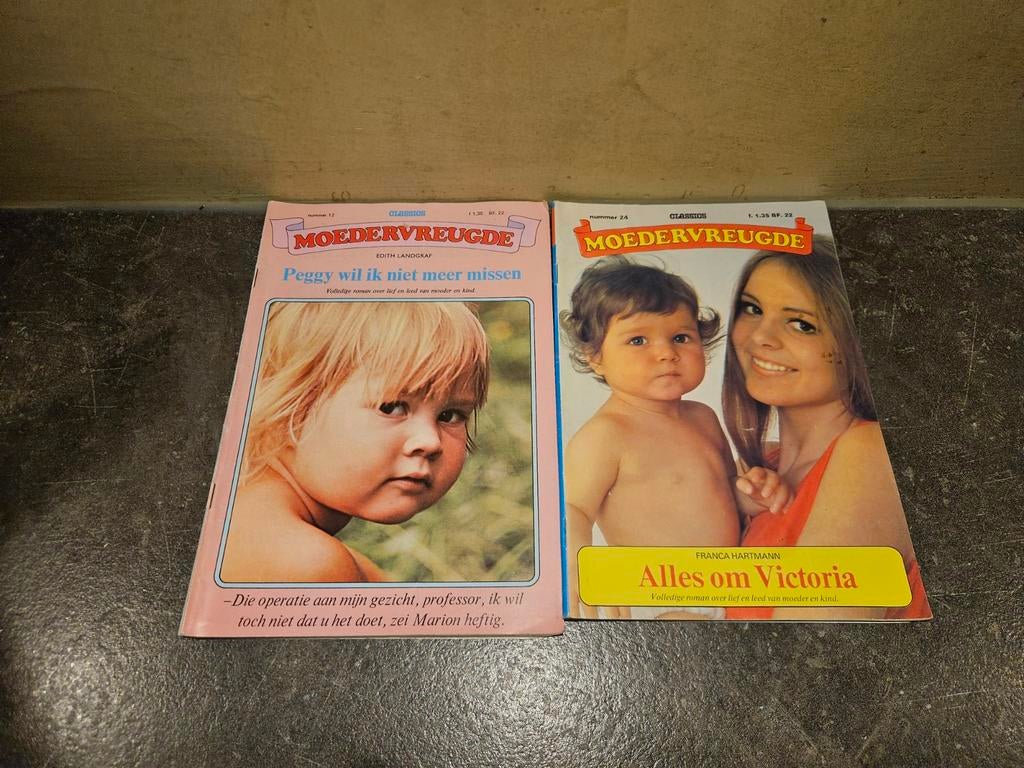 nummer 12 CLASSICS f 1.35 BF. 22
MOEDERVREUGDE
EDITH LANDGRAF
Peggy wil ik niet meer missen
Volledige roman over lief en leed van moeder en kind.
–Die operatie aan mijn gezicht, professor, ik wil
toch niet dat u het doet, zei Marion heftig.
nummer 24 CLASSICS f. 1.35 BF. 22
MOEDERVREUGDE
FRANCA HARTMANN
Alles om Victoria
Volledige roman over lief en leed van moeder en kind.